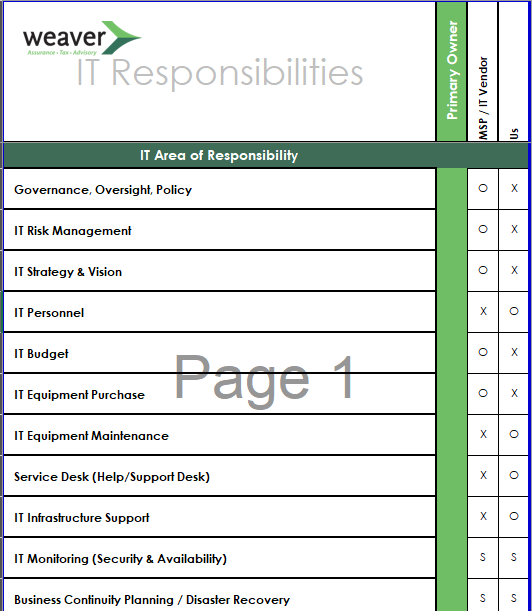 weaver
Assurance • Tax • Advisory
IT Responsibilities
Primary Owner
MSP / IT Vendor
Us
IT Area of Responsibility
Governance, Oversight, Policy O X
IT Risk Management O X
IT Strategy & Vision O X
IT Personnel X O
IT Budget O X
Page 1
IT Equipment Purchase O X
IT Equipment Maintenance X O
Service Desk (Help/Support Desk) X O
IT Infrastructure Support X O
IT Monitoring (Security & Availability) S S
Business Continuity Planning / Disaster Recovery S S